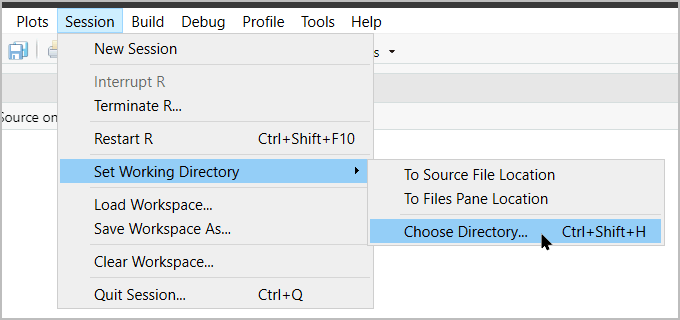 Plots Session Build Debug Profile Tools Help
New Session
Interrupt R
Terminate R...
Source on
Restart R Ctrl+Shift+F10
Set Working Directory
To Source File Location
To Files Pane Location
Choose Directory... Ctrl+Shift+H
Load Workspace...
Save Workspace As...
Clear Workspace...
Quit Session... Ctrl+Q